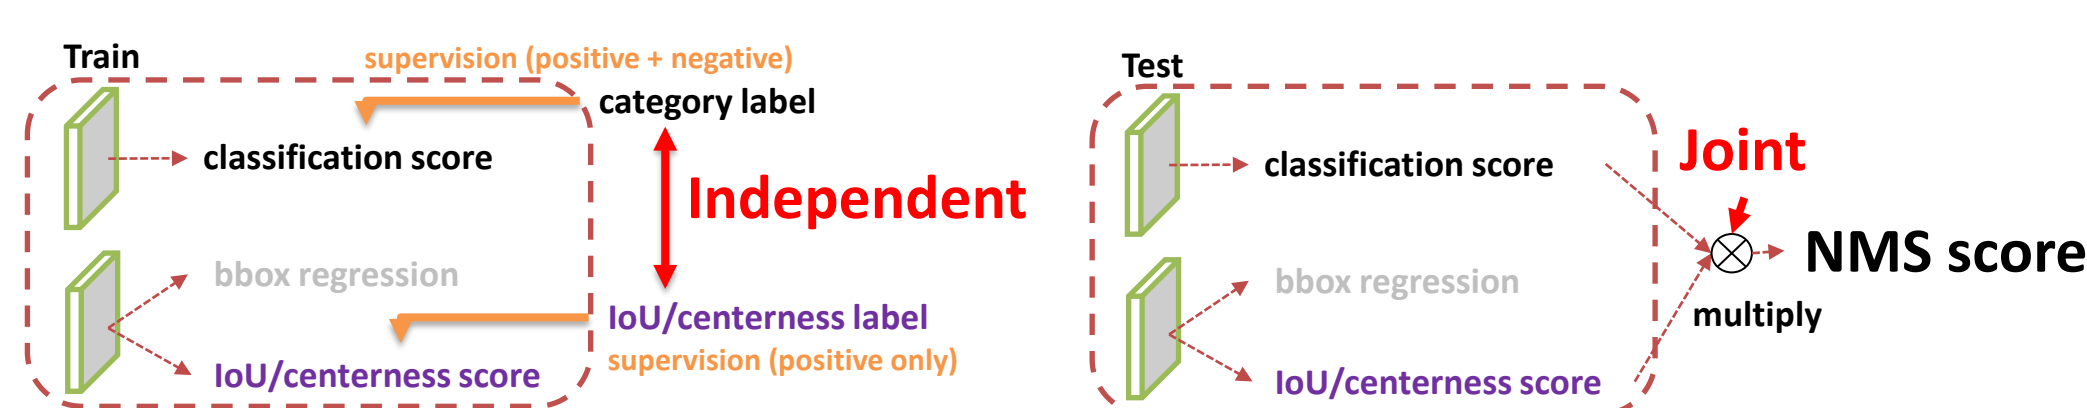 Train
supervision (positive + negative)
category label
classification score
Independent
bbox regression
IoU/centerness label
supervision (positive only)
IoU/centerness score
Test
classification score
Joint
NMS score
bbox regression
multiply
IoU/centerness score